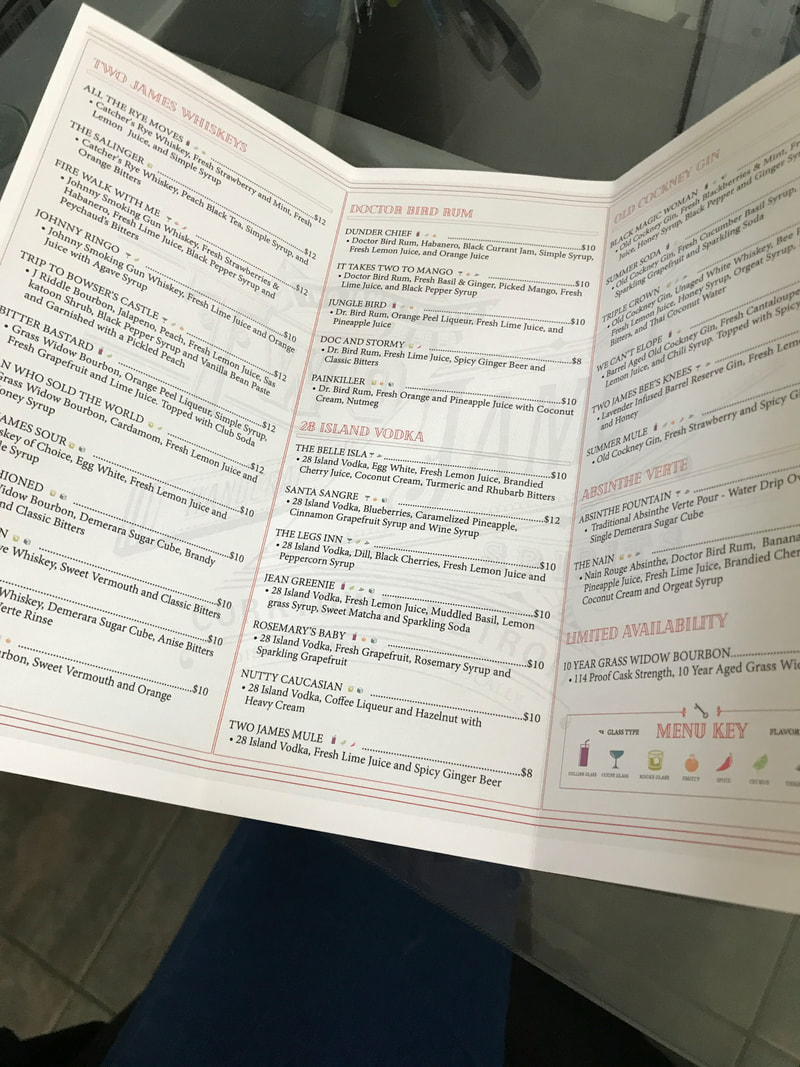 TWO JAMES WHISKEYS
ALL THE RYE MOVES
• Catcher's Rye Whiskey, Fresh Strawberry and Mint, Fresh
Lemon Juice, and Simple Syrup
$12
THE SALINGER
• Catcher's Rye Whiskey, Peach Black Tea, Simple Syrup, and
Orange Bitters
$12
FIRE WALK WITH ME
• Johnny Smoking Gun Whiskey, Fresh Strawberries &
Habanero, Fresh Lime Juice, Black Pepper Syrup and
Peychaud's Bitters
$12
JOHNNY RINGO
• Johnny Smoking Gun Whiskey, Fresh Lime Juice and Orange
Juice with Agave Syrup
$10
TRIP TO BOWSER'S CASTLE
• J Riddle Bourbon, Jalapeno, Peach, Fresh Lemon Juice, Sas
katoon Shrub, Black Pepper Syrup and Vanilla Bean Paste
and Garnished with a Pickled Peach
$12
BITTER BASTARD
• Grass Widow Bourbon, Orange Peel Liqueur, Simple Syrup,
Fresh Grapefruit and Lime Juice. Topped with Club Soda
$12
N WHO SOLD THE WORLD
Grass Widow Bourbon, Cardamom, Fresh Lemon Juice and
Honey Syrup
$12
JAMES SOUR
skey of Choice, Egg White, Fresh Lemon Juice and
le Syrup
$10
HIONED
Widow Bourbon, Demerara Sugar Cube, Brandy
and Classic Bitters
$10
N
ye Whiskey, Sweet Vermouth and Classic Bitters
$10
Whiskey, Demerara Sugar Cube, Anise Bitters
Verte Rinse
$10
urbon, Sweet Vermouth and Orange
$10
DOCTOR BIRD RUM
DUNDER CHIEF $10
• Doctor Bird Rum, Habanero, Black Currant Jam, Simple Syrup,
Fresh Lemon Juice, and Orange Juice
IT TAKES TWO TO MANGO $10
• Doctor Bird Rum, Fresh Basil & Ginger, Picked Mango, Fresh
Lime Juice, and Black Pepper Syrup
JUNGLE BIRD $10
• Dr. Bird Rum, Orange Peel Liqueur, Fresh Lime Juice, and
Pineapple Juice
DOC AND STORMY $8
• Dr. Bird Rum, Fresh Lime Juice, Spicy Ginger Beer and
Classic Bitters
PAINKILLER $10
• Dr. Bird Rum, Fresh Orange and Pineapple Juice with Coconut
Cream, Nutmeg
28 ISLAND VODKA
THE BELLE ISLA $10
• 28 Island Vodka, Egg White, Fresh Lemon Juice, Brandied
Cherry Juice, Coconut Cream, Turmeric and Rhubarb Bitters
SANTA SANGRE $12
• 28 Island Vodka, Blueberries, Caramelized Pineapple,
Cinnamon Grapefruit Syrup and Wine Syrup
THE LEGS INN $10
• 28 Island Vodka, Dill, Black Cherries, Fresh Lemon Juice and
Peppercorn Syrup
JEAN GREENIE $10
• 28 Island Vodka, Fresh Lemon Juice, Muddled Basil, Lemon
grass Syrup, Sweet Matcha and Sparkling Soda
ROSEMARY'S BABY $10
• 28 Island Vodka, Fresh Grapefruit, Rosemary Syrup and
Sparkling Grapefruit
NUTTY CAUCASIAN $10
• 28 Island Vodka, Coffee Liqueur and Hazelnut with
Heavy Cream
TWO JAMES MULE $8
• 28 Island Vodka, Fresh Lime Juice and Spicy Ginger Beer
OLD COCKNEY GIN
BLACK MAGIC WOMAN
• Old Cockney Gin, Fresh Blackberries & Mint, Fr
Juice, Honey Syrup, Black Pepper and Ginger Sy
SUMMER SODA
• Old Cockney Gin, Fresh Cucumber Basil Syrup,
Sparkling Grapefruit and Sparkling Soda
TRIPLE CROWN
• Old Cockney Gin, Unaged White Whiskey, Bee P
Fresh Lemon Juice, Honey Syrup, Orgeat Syrup,
Bitters, and Thai Coconut Water
WE CAN'T ELOPE
• Barrel Aged Old Cockney Gin, Fresh Cantaloupe
Lemon Juice, and Chili Syrup. Topped with Spicy
TWO JAMES BEE'S KNEES
• Lavender Infused Barrel Reserve Gin, Fresh Lem
and Honey
SUMMER MULE
• Old Cockney Gin, Fresh Strawberry and Spicy Gi
ABSINTHE VERTE
ABSINTHE FOUNTAIN
• Traditional Absinthe Verte Pour - Water Drip Ov
Single Demerara Sugar Cube
THE NAIN
• Nain Rouge Absinthe, Doctor Bird Rum, Banana
Pineapple Juice, Fresh Lime Juice, Brandied Cher
Coconut Cream and Orgeat Syrup
LIMITED AVAILABILITY
10 YEAR GRASS WIDOW BOURBON
• 114 Proof Cask Strength, 10 Year Aged Grass Wid
GLASS TYPE MENU KEY FLAVOR
COLLINS GLASS COUPE GLASS ROCKS GLASS FRUITY SPICE CITRUS